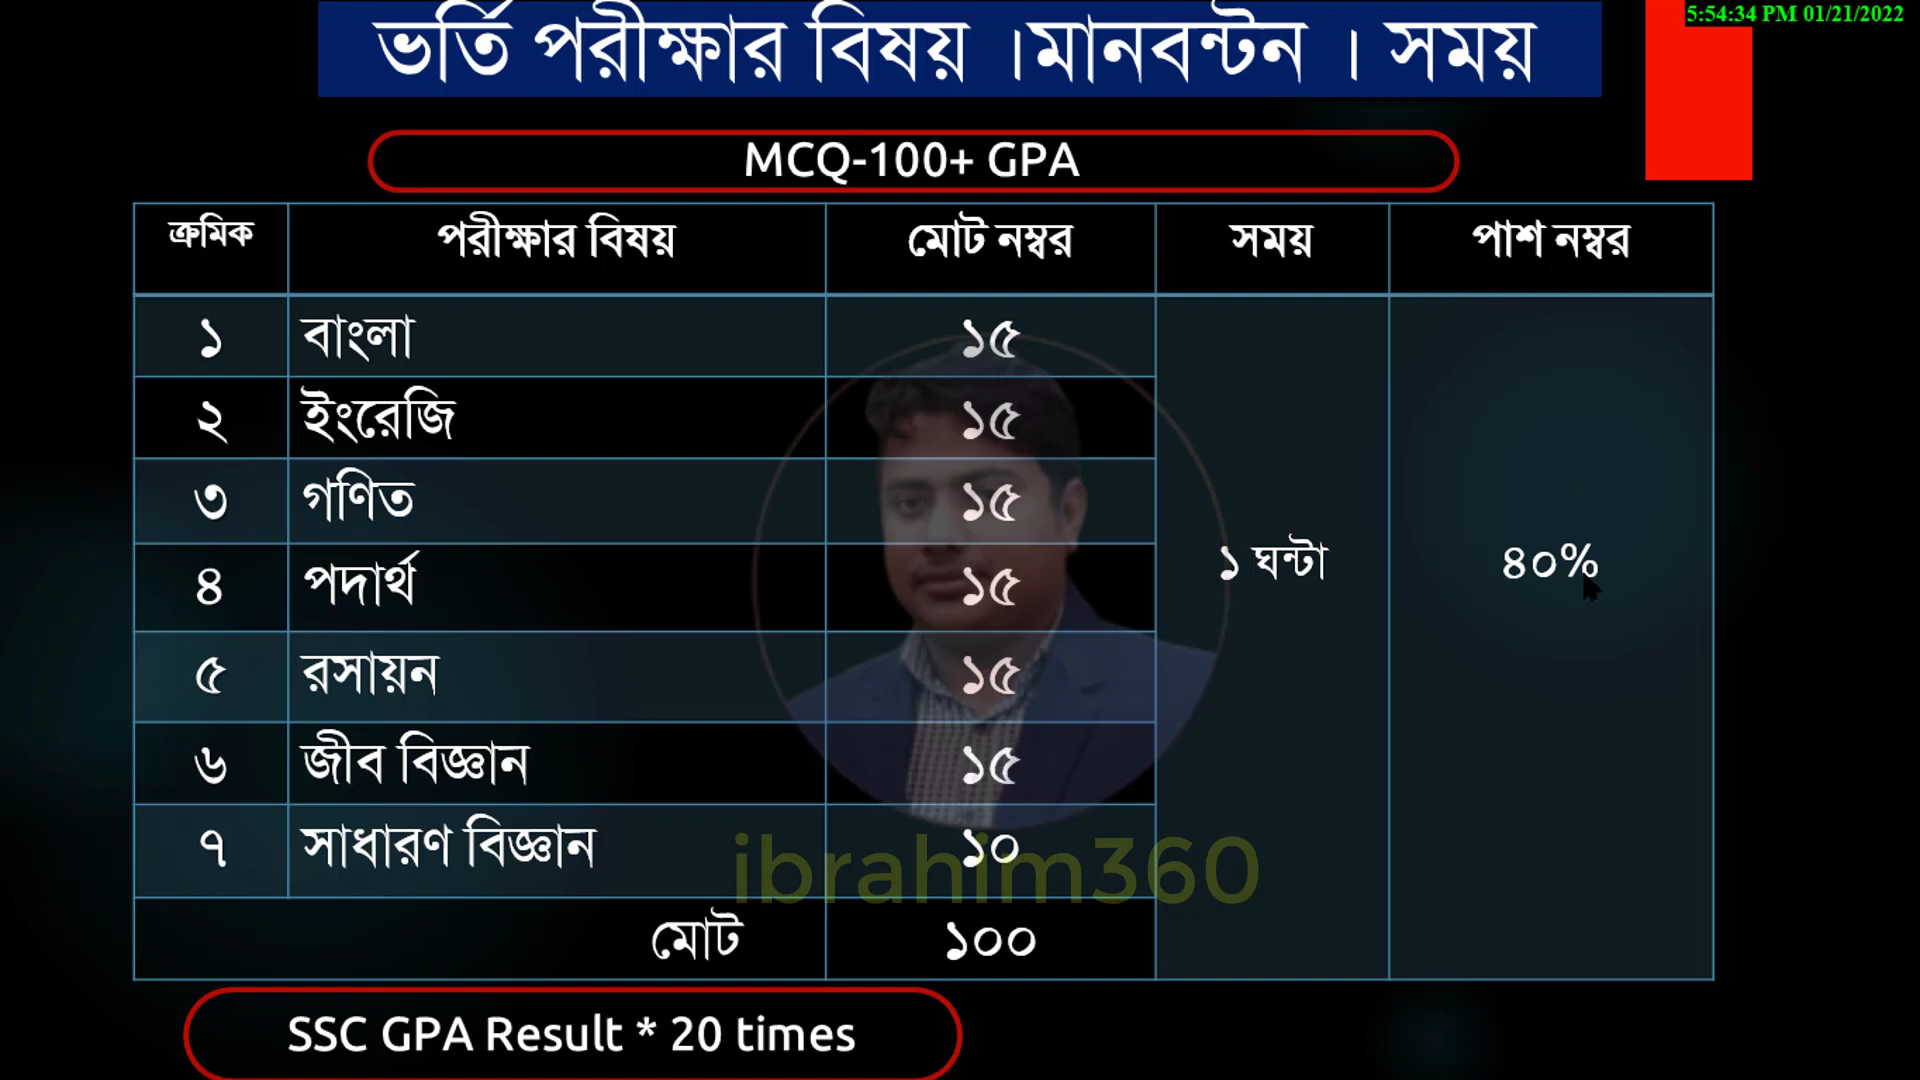 5:54:34 PM 01/21/2022
ভর্তি পরীক্ষার বিষয় ।মানবন্টন । সময়
MCQ-100+ GPA
ক্রমিক পরীক্ষার বিষয় মোট নম্বর সময় পাশ নম্বর
১ বাংলা ১৫
২ ইংরেজি ১৫
৩ গণিত ১৫
৪ পদার্থ ১৫
১ ঘন্টা ৪০%
৫ রসায়ন ১৫
৬ জীব বিজ্ঞান ১৫
৭ সাধারণ বিজ্ঞান ১০
ibrahim360
মোট ১০০
SSC GPA Result * 20 times